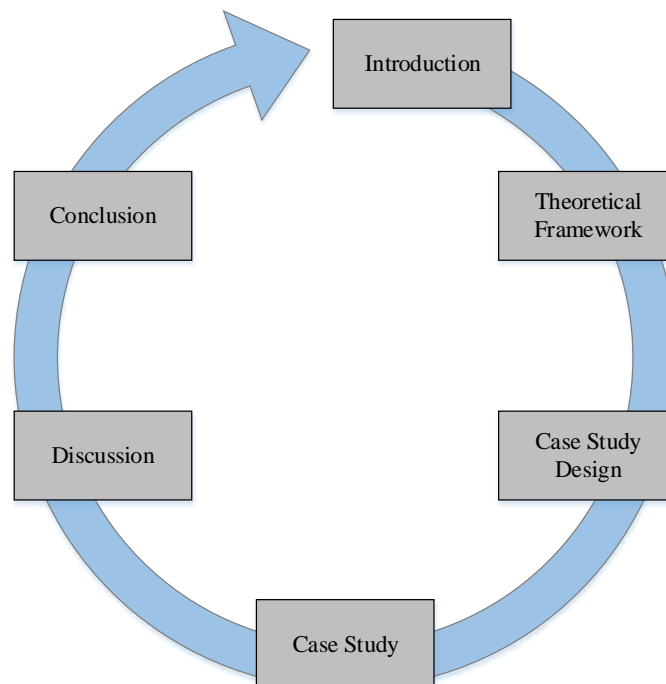 Introduction
Theoretical
Framework
Case Study
Design
Case Study
Discussion
Conclusion